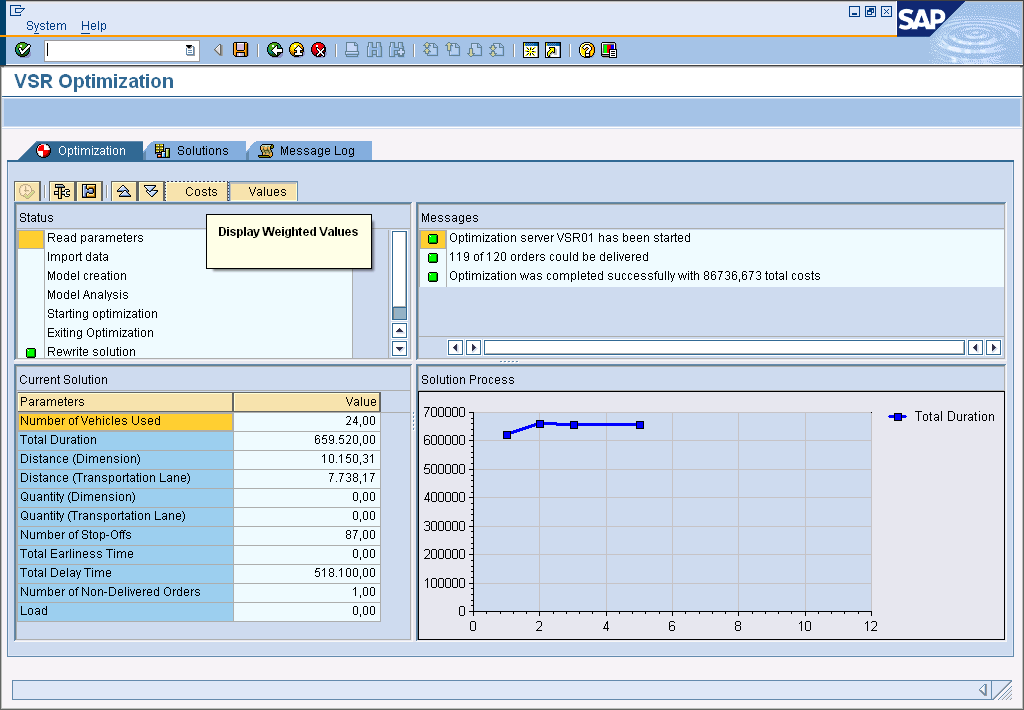 System Help
SAP
VSR Optimization
Optimization Solutions Message Log
Costs Values
Display Weighted Values
Status
Read parameters
Import data
Model creation
Model Analysis
Starting optimization
Exiting Optimization
Rewrite solution
Messages
Optimization server VSR01 has been started
119 of 120 orders could be delivered
Optimization was completed successfully with 86736,673 total costs
Current Solution
Parameters Value
Number of Vehicles Used 24,00
Total Duration 659.520,00
Distance (Dimension) 10.150,31
Distance (Transportation Lane) 7.738,17
Quantity (Dimension) 0,00
Quantity (Transportation Lane) 0,00
Number of Stop-Offs 87,00
Total Earliness Time 0,00
Total Delay Time 518.100,00
Number of Non-Delivered Orders 1,00
Load 0,00
Solution Process
700000
600000
500000
400000
300000
200000
100000
0
0 2 4 6 8 10 12
Total Duration